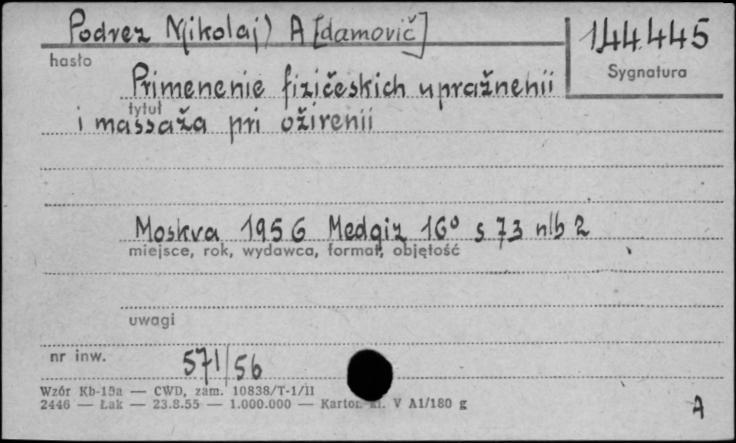 Podrez N(ikolaj) A[damovič]
144.445
hasło
Sygnatura
Primenenie fizičeskich upražnenii
tytuł
i massaža pri ožirenii
Moskva 1956 Medgiz 16° s 73 nlb 2
miejsce, rok, wydawca, format, objętość
uwagi
nr inw.
571/56
Wzór Kb-15a — CWD, zam. 10838/T-1/II
2446 — Łak — 23.8.55 — 1.000.000 — Karton kl. V A1/180 g
A